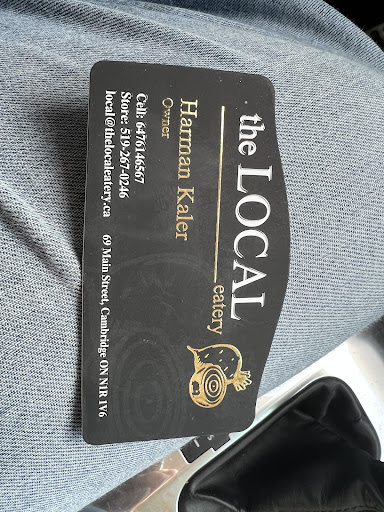 the LOCAL
eatery
Harman Kaler
Owner
Cell: 6476146567
Store: 519-267-0246
local@thelocaleatery.ca
69 Main Street, Cambridge ON N1R 1V6